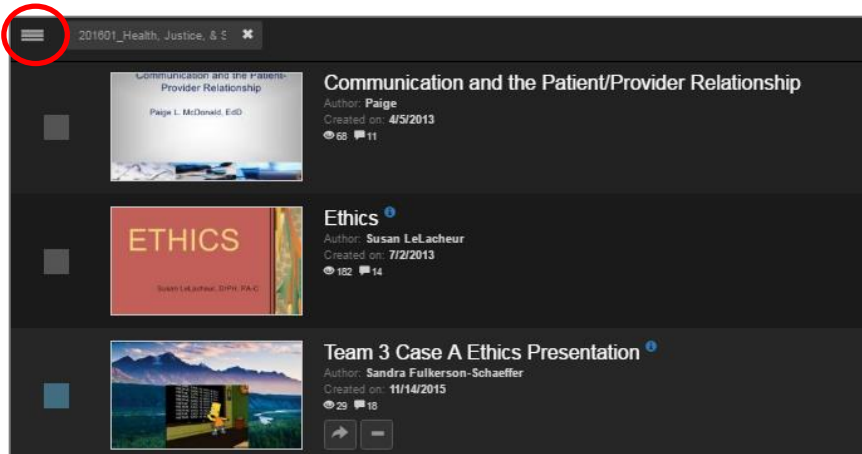 201601_Health, Justice, & S
Communication and the Patient-
Provider Relationship
Paige L. McDonald, EdD
Communication and the Patient/Provider Relationship
Author: Paige
Created on: 4/5/2013
68 11
ETHICS
Susan LeLacheur, DrPH, PA-C
Ethics
Author: Susan LeLacheur
Created on: 7/2/2013
182 14
Team 3 Case A Ethics Presentation
Author: Sandra Fulkerson-Schaeffer
Created on: 11/14/2015
29 18